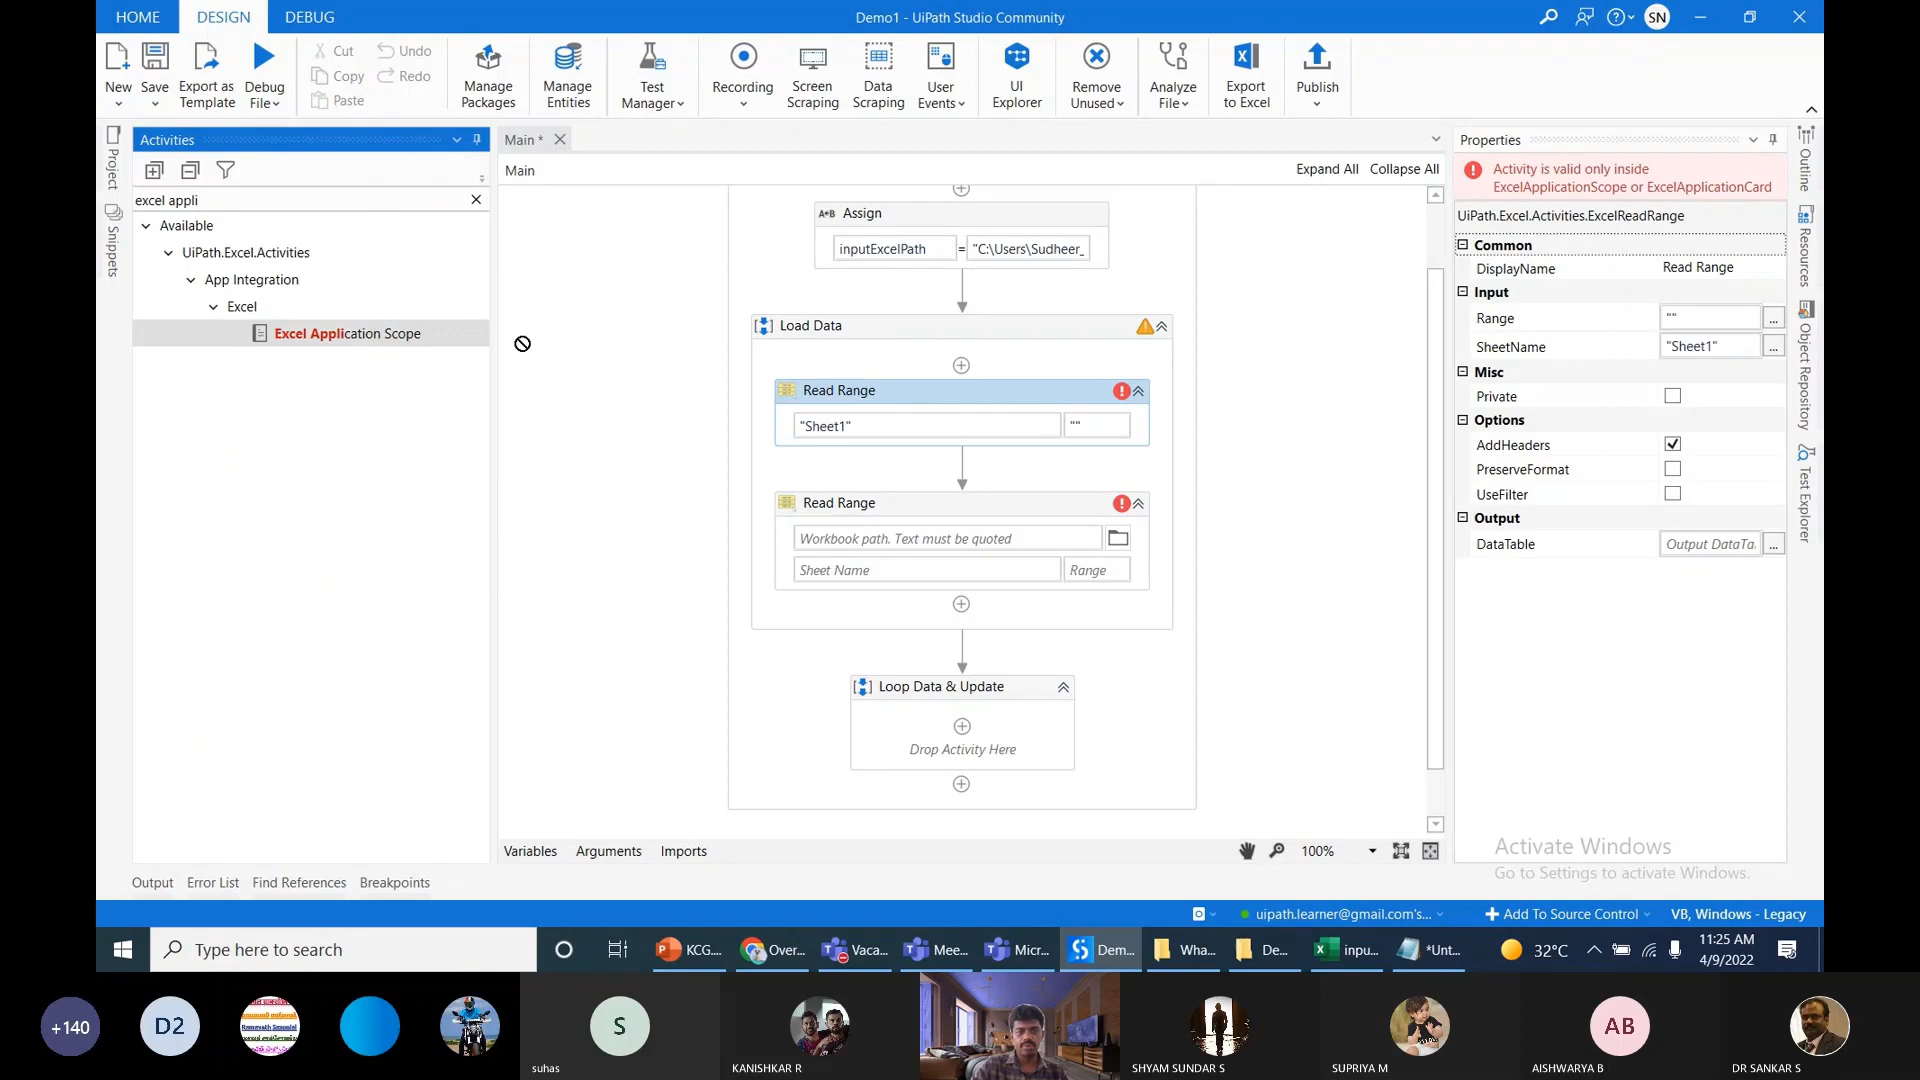 HOME DESIGN DEBUG
Demo1 - UiPath Studio Community
SN
New
Save
Export as Template
Debug File
Cut
Copy
Paste
Undo
Redo
Manage Packages
Manage Entities
Test Manager
Recording
Screen Scraping
Data Scraping
User Events
UI Explorer
Remove Unused
Analyze File
Export to Excel
Publish
Project
Snippets
Activities
excel appli
Available
UiPath.Excel.Activities
App Integration
Excel
Excel Application Scope
Main *
Main
Expand All Collapse All
A*B Assign
inputExcelPath = "C:\Users\Sudheer_
Load Data
Read Range
"Sheet1" ""
Read Range
Workbook path. Text must be quoted
Sheet Name Range
Loop Data & Update
Drop Activity Here
Variables Arguments Imports
100%
Properties
Activity is valid only inside
ExcelApplicationScope or ExcelApplicationCard
UiPath.Excel.Activities.ExcelReadRange
Common
DisplayName Read Range
Input
Range "" ...
SheetName "Sheet1" ...
Misc
Private
Options
AddHeaders
PreserveFormat
UseFilter
Output
DataTable Output DataTa. ...
Outline
Resources
Object Repository
Test Explorer
Activate Windows
Go to Settings to activate Windows.
Output Error List Find References Breakpoints
uipath.learner@gmail.com's...
Add To Source Control
VB, Windows - Legacy
Type here to search
KCG....
Over...
Vaca...
Mee...
Micr...
Dem...
Wha...
De...
inpu...
*Unt...
32°C
11:25 AM
4/9/2022
+140
D2
S
AB
suhas
KANISHKAR R
SHYAM SUNDAR S
SUPRIYA M
AISHWARYA B
DR SANKAR S